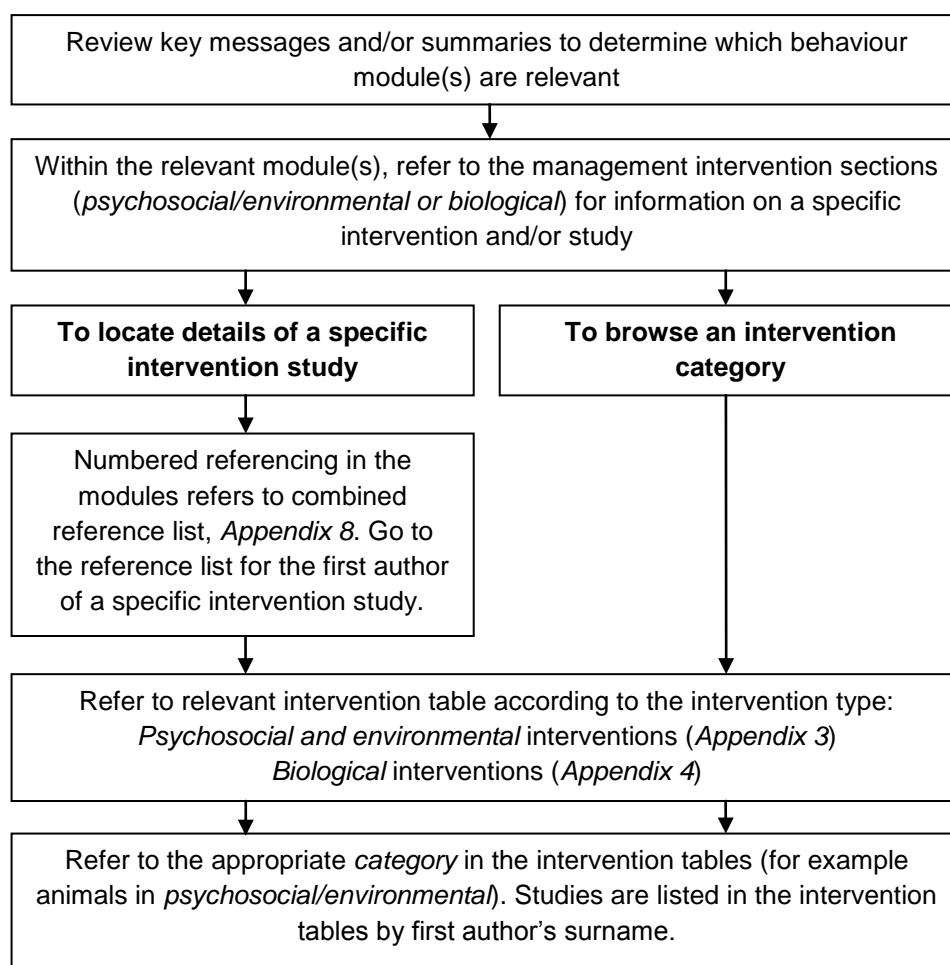 Review key messages and/or summaries to determine which behaviour
module(s) are relevant
Within the relevant module(s), refer to the management intervention sections
(psychosocial/environmental or biological) for information on a specific
intervention and/or study
To locate details of a specific
intervention study
To browse an intervention
category
Numbered referencing in the
modules refers to combined
reference list, Appendix 8. Go to
the reference list for the first author
of a specific intervention study.
Refer to relevant intervention table according to the intervention type:
Psychosocial and environmental interventions (Appendix 3)
Biological interventions (Appendix 4)
Refer to the appropriate category in the intervention tables (for example
animals in psychosocial/environmental). Studies are listed in the intervention
tables by first author's surname.